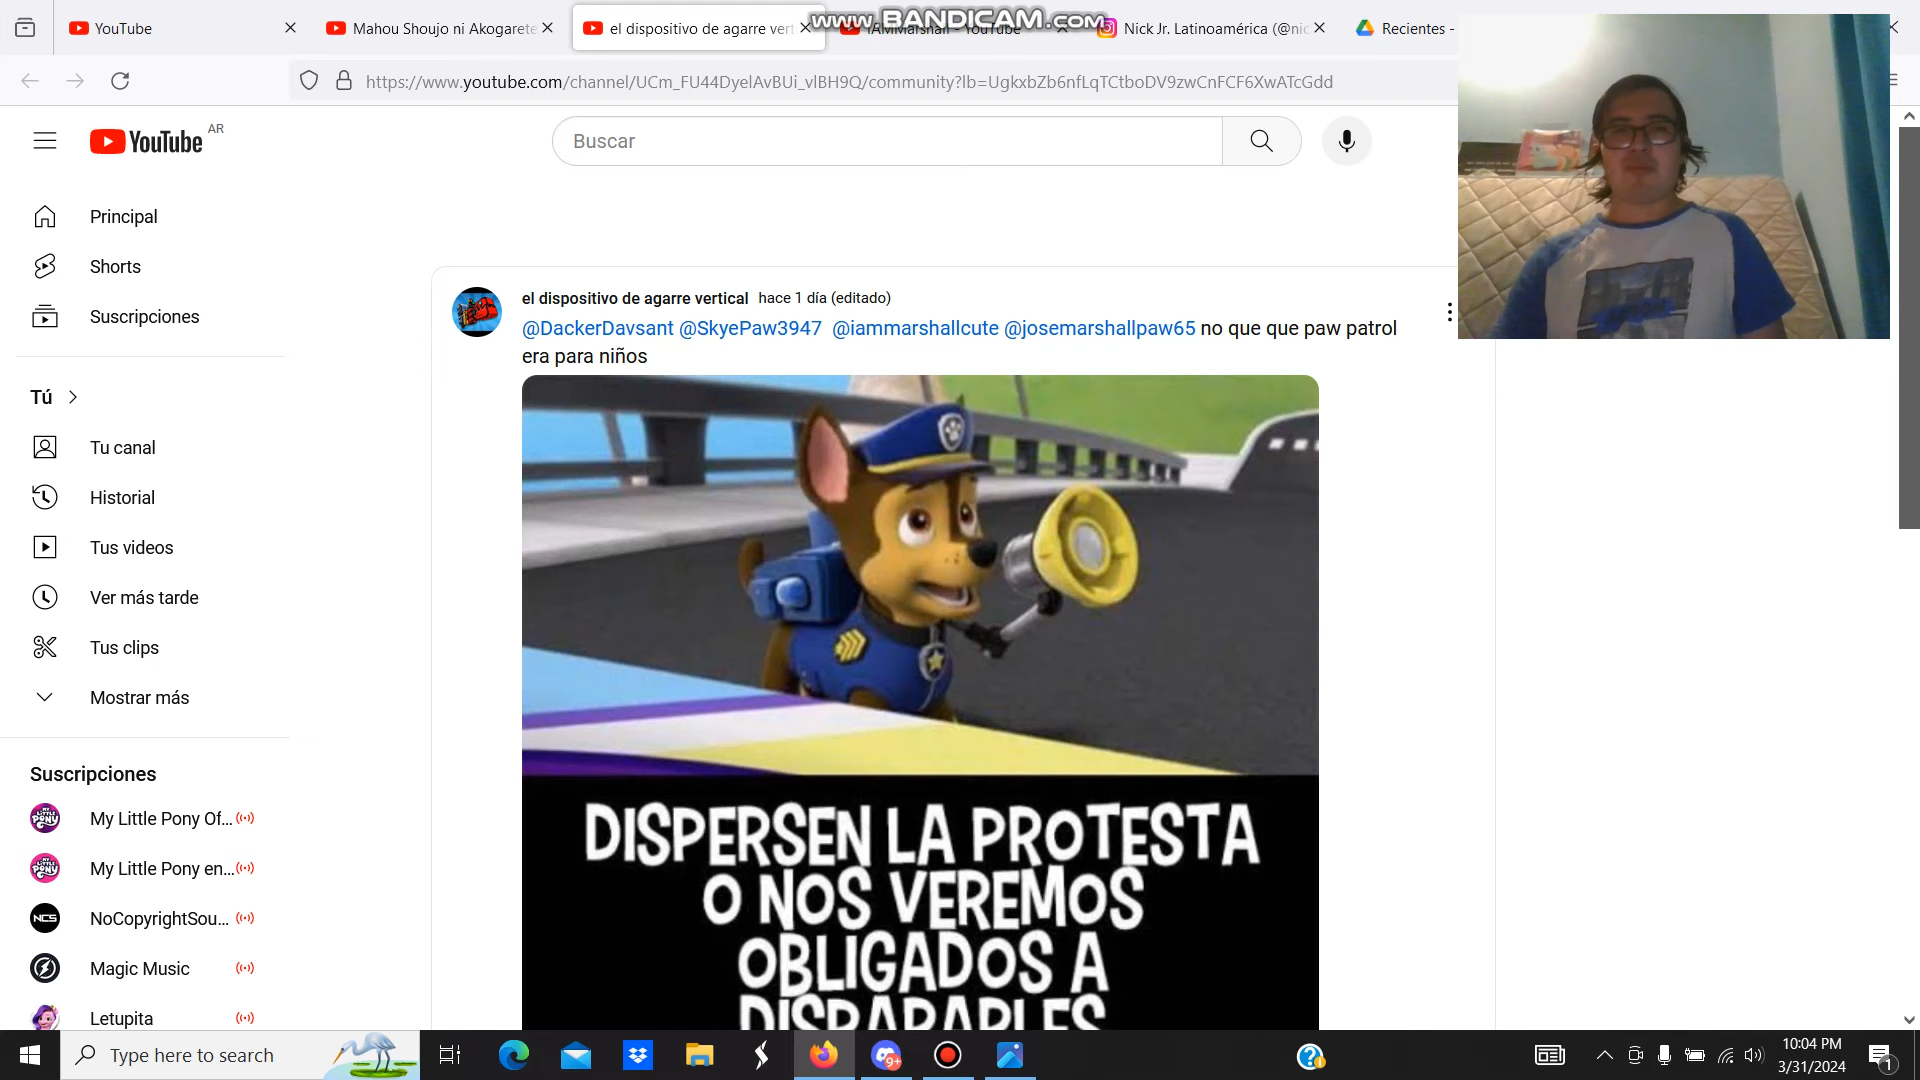 YouTube
Mahou Shoujo ni Akogarete
el dispositivo de agarre vert
IAMMarshall - YouTube
Nick Jr. Latinoamérica (@nic
Recientes -
www.BANDICAM.com
https://www.youtube.com/channel/UCm_FU44DyelAvBUi_vlBH9Q/community?lb=UgkxbZb6nfLqTCtboDV9zwCnFCF6XwATcGdd
YouTube AR
Buscar
Principal
Shorts
Suscripciones
Tú
Tu canal
Historial
Tus videos
Ver más tarde
Tus clips
Mostrar más
Suscripciones
My Little Pony Of...
My Little Pony en...
NoCopyrightSou...
Magic Music
Letupita
el dispositivo de agarre vertical hace 1 día (editado)
@DackerDavsant @SkyePaw3947 @iammarshallcute @josemarshallpaw65 no que que paw patrol
era para niños
DISPERSEN LA PROTESTA
O NOS VEREMOS
OBLIGADOS A
DISPARARLES
Type here to search
9+
10:04 PM
3/31/2024
1